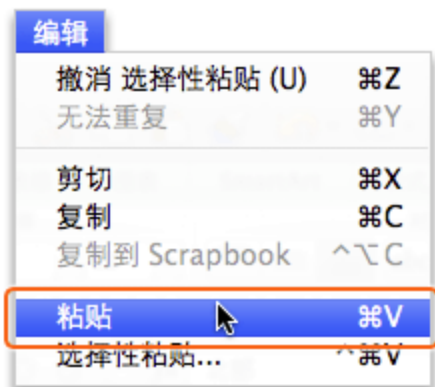 编辑
撤消 选择性粘贴 (U) ⌘Z
无法重复 ⌘Y
剪切 ⌘X
复制 ⌘C
复制到 Scrapbook ^⌥C
粘贴 ⌘V
选择性粘贴... ^⌘V